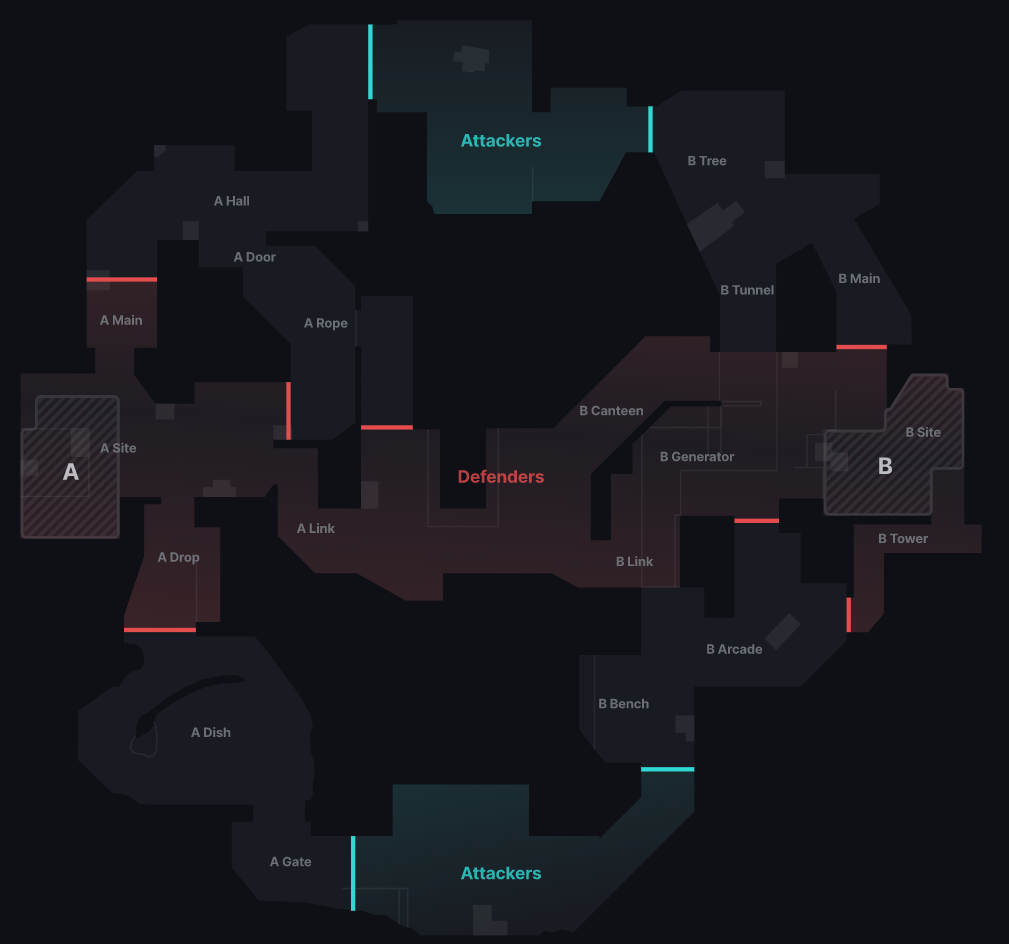 Attackers
B Tree
A Hall
A Door
B Main
B Tunnel
A Main
A Rope
B Canteen
B Site
A Site
B Generator
A
B
Defenders
A Link
B Tower
A Drop
B Link
B Arcade
B Bench
A Dish
A Gate
Attackers